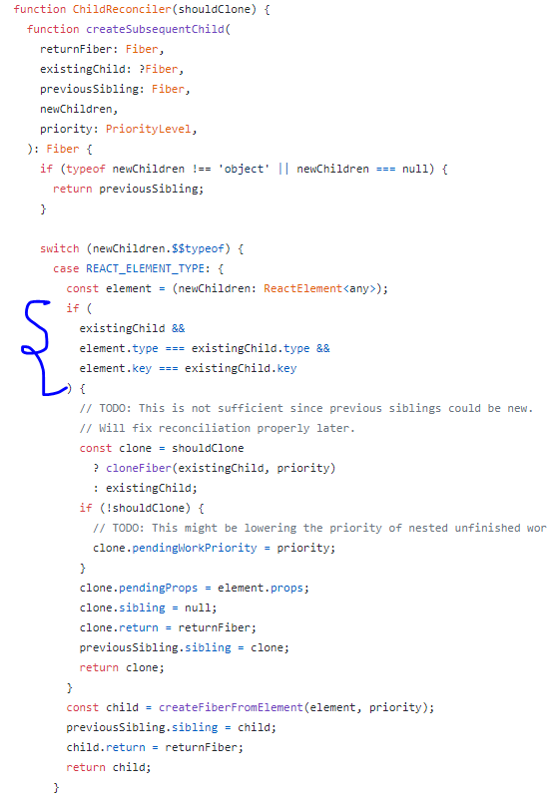 function ChildReconciler(shouldClone) {
function createSubsequentChild(
returnFiber: Fiber,
existingChild: ?Fiber,
previousSibling: Fiber,
newChildren,
priority: PriorityLevel,
): Fiber {
if (typeof newChildren !== 'object' || newChildren === null) {
return previousSibling;
}
switch (newChildren.$$typeof) {
case REACT_ELEMENT_TYPE: {
const element = (newChildren: ReactElement<any>);
if (
existingChild &&
element.type === existingChild.type &&
element.key === existingChild.key
) {
// TODO: This is not sufficient since previous siblings could be new.
// Will fix reconciliation properly later.
const clone = shouldClone
? cloneFiber(existingChild, priority)
: existingChild;
if (!shouldClone) {
// TODO: This might be lowering the priority of nested unfinished wor
clone.pendingWorkPriority = priority;
}
clone.pendingProps = element.props;
clone.sibling = null;
clone.return = returnFiber;
previousSibling.sibling = clone;
return clone;
}
const child = createFiberFromElement(element, priority);
previousSibling.sibling = child;
child.return = returnFiber;
return child;
}